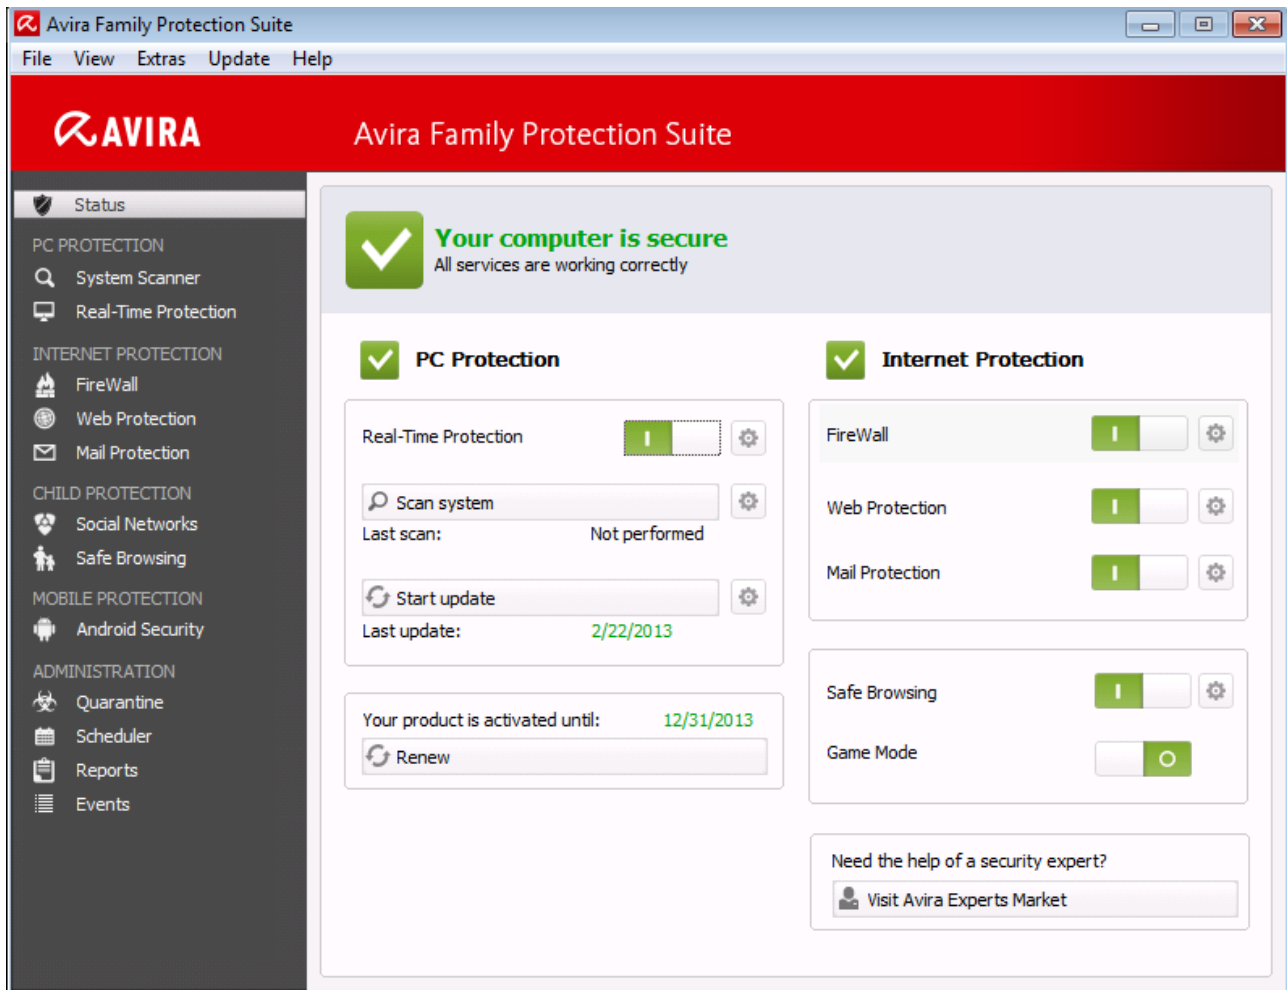 Avira Family Protection Suite
File View Extras Update Help
AVIRA
Avira Family Protection Suite
Status
PC PROTECTION
System Scanner
Real-Time Protection
INTERNET PROTECTION
FireWall
Web Protection
Mail Protection
CHILD PROTECTION
Social Networks
Safe Browsing
MOBILE PROTECTION
Android Security
ADMINISTRATION
Quarantine
Scheduler
Reports
Events
Your computer is secure
All services are working correctly
PC Protection
Real-Time Protection
Scan system
Last scan: Not performed
Start update
Last update: 2/22/2013
Your product is activated until: 12/31/2013
Renew
Internet Protection
FireWall
Web Protection
Mail Protection
Safe Browsing
Game Mode
Need the help of a security expert?
Visit Avira Experts Market